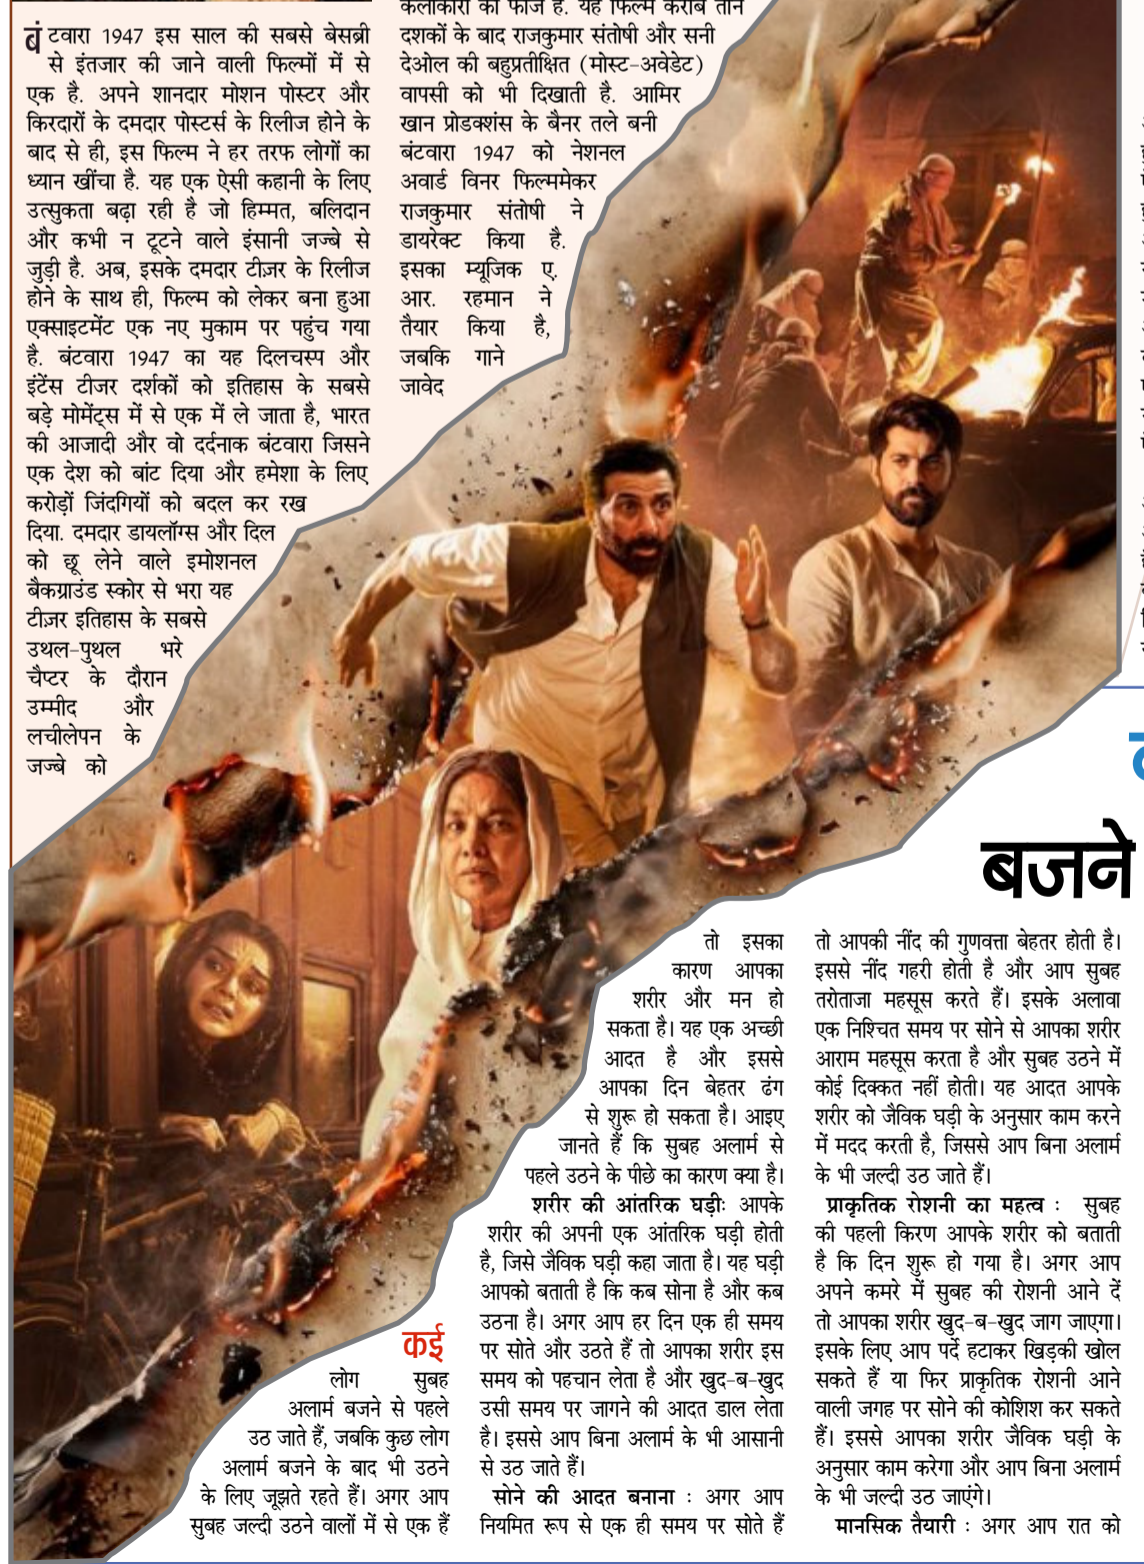 बंटवारा 1947 इस साल की सबसे बेसब्री
से इंतजार की जाने वाली फिल्मों में से
एक है. अपने शानदार मोशन पोस्टर और
किरदारों के दमदार पोस्टर्स के रिलीज होने के
बाद से ही, इस फिल्म ने हर तरफ लोगों का
ध्यान खींचा है. यह एक ऐसी कहानी के लिए
उत्सुकता बढ़ा रही है जो हिम्मत, बलिदान
और कभी न टूटने वाले इंसानी जज्बे से
जुड़ी है. अब, इसके दमदार टीज़र के रिलीज
होने के साथ ही, फिल्म को लेकर बना हुआ
एक्साइटमेंट एक नए मुकाम पर पहुंच गया
है. बंटवारा 1947 का यह दिलचस्प और
इंटेंस टीजर दर्शकों को इतिहास के सबसे
बड़े मोमेंट्स में से एक में ले जाता है, भारत
की आजादी और वो दर्दनाक बंटवारा जिसने
एक देश को बांट दिया और हमेशा के लिए
करोड़ों जिंदगियों को बदल कर रख
दिया. दमदार डायलॉग्स और दिल
को छू लेने वाले इमोशनल
बैकग्राउंड स्कोर से भरा यह
टीज़र इतिहास के सबसे
उथल-पुथल भरे
चैप्टर के दौरान
उम्मीद और
लचीलेपन के
जज्बे को
कलाकारों की फौज है. यह फिल्म करीब तीन
दशकों के बाद राजकुमार संतोषी और सनी
देओल की बहुप्रतीक्षित (मोस्ट-अवेडेट)
वापसी को भी दिखाती है. आमिर
खान प्रोडक्शंस के बैनर तले बनी
बंटवारा 1947 को नेशनल
अवार्ड विनर फिल्ममेकर
राजकुमार संतोषी ने
डायरेक्ट किया है.
इसका म्यूजिक ए.
आर. रहमान ने
तैयार किया है,
जबकि गाने
जावेद
बजने
कई
लोग सुबह
अलार्म बजने से पहले
उठ जाते हैं, जबकि कुछ लोग
अलार्म बजने के बाद भी उठने
के लिए जूझते रहते हैं। अगर आप
सुबह जल्दी उठने वालों में से एक हैं
तो इसका
कारण आपका
शरीर और मन हो
सकता है। यह एक अच्छी
आदत है और इससे
आपका दिन बेहतर ढंग
से शुरू हो सकता है। आइए
जानते हैं कि सुबह अलार्म से
पहले उठने के पीछे का कारण क्या है।
शरीर की आंतरिक घड़ी: आपके
शरीर की अपनी एक आंतरिक घड़ी होती
है, जिसे जैविक घड़ी कहा जाता है। यह घड़ी
आपको बताती है कि कब सोना है और कब
उठना है। अगर आप हर दिन एक ही समय
पर सोते और उठते हैं तो आपका शरीर इस
समय को पहचान लेता है और खुद-ब-खुद
उसी समय पर जागने की आदत डाल लेता
है। इससे आप बिना अलार्म के भी आसानी
से उठ जाते हैं।
सोने की आदत बनाना : अगर आप
नियमित रूप से एक ही समय पर सोते हैं
तो आपकी नींद की गुणवत्ता बेहतर होती है।
इससे नींद गहरी होती है और आप सुबह
तरोताजा महसूस करते हैं। इसके अलावा
एक निश्चित समय पर सोने से आपका शरीर
आराम महसूस करता है और सुबह उठने में
कोई दिक्कत नहीं होती। यह आदत आपके
शरीर को जैविक घड़ी के अनुसार काम करने
में मदद करती है, जिससे आप बिना अलार्म
के भी जल्दी उठ जाते हैं।
प्राकृतिक रोशनी का महत्व : सुबह
की पहली किरण आपके शरीर को बताती
है कि दिन शुरू हो गया है। अगर आप
अपने कमरे में सुबह की रोशनी आने दें
तो आपका शरीर खुद-ब-खुद जाग जाएगा।
इसके लिए आप पर्दे हटाकर खिड़की खोल
सकते हैं या फिर प्राकृतिक रोशनी आने
वाली जगह पर सोने की कोशिश कर सकते
हैं। इससे आपका शरीर जैविक घड़ी के
अनुसार काम करेगा और आप बिना अलार्म
के भी जल्दी उठ जाएंगे।
मानसिक तैयारी : अगर आप रात को